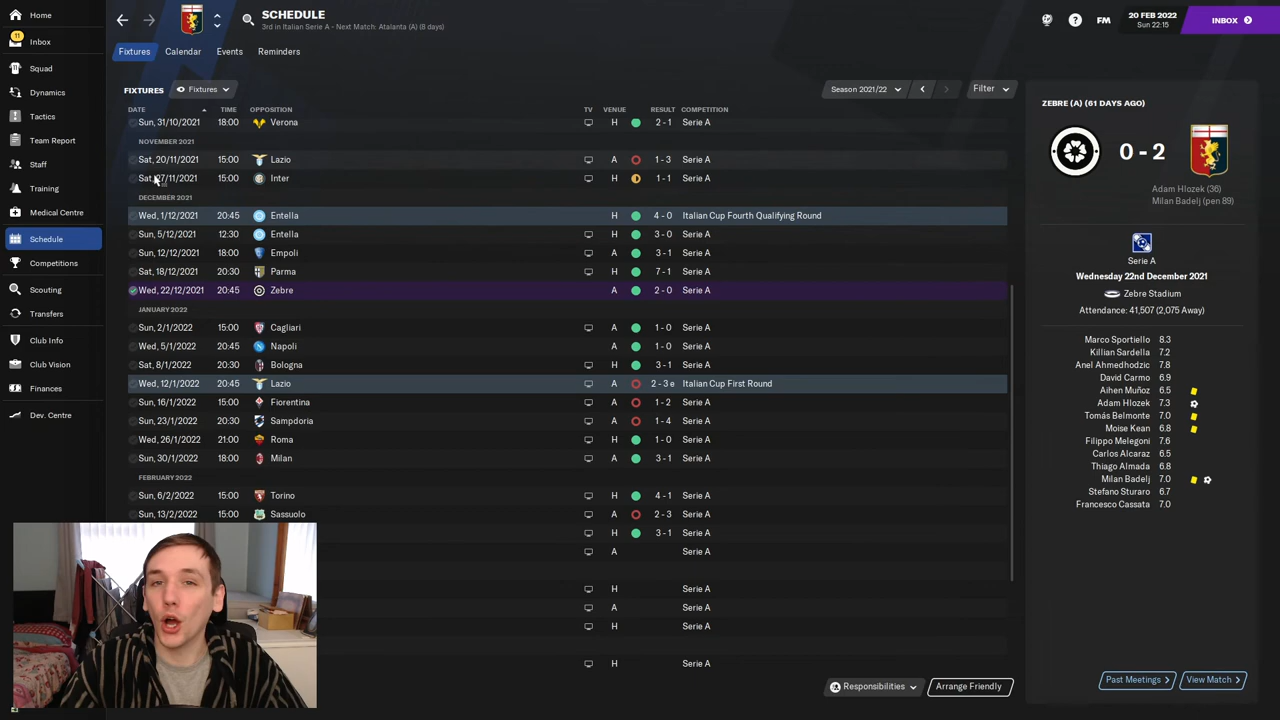 Home
11
Inbox
Squad
Dynamics
Tactics
Team Report
Staff
Training
Medical Centre
Schedule
Competitions
Scouting
Transfers
Club Info
Club Vision
Finances
Dev. Centre
SCHEDULE
3rd in Italian Serie A - Next Match: Atalanta (A) (8 days)
FM
20 FEB 2022
Sun 22:15
INBOX
Fixtures Calendar Events Reminders
FIXTURES Fixtures Season 2021/22 Filter
DATE TIME OPPOSITION TV VENUE RESULT COMPETITION
Sun, 31/10/2021 18:00 Verona H 2 - 1 Serie A
NOVEMBER 2021
Sat, 20/11/2021 15:00 Lazio A 1 - 3 Serie A
Sat, 27/11/2021 15:00 Inter H 1 - 1 Serie A
DECEMBER 2021
Wed, 1/12/2021 20:45 Entella H 4 - 0 Italian Cup Fourth Qualifying Round
Sun, 5/12/2021 12:30 Entella H 3 - 0 Serie A
Sun, 12/12/2021 18:00 Empoli A 3 - 1 Serie A
Sat, 18/12/2021 20:30 Parma H 7 - 1 Serie A
Wed, 22/12/2021 20:45 Zebre A 2 - 0 Serie A
JANUARY 2022
Sun, 2/1/2022 15:00 Cagliari A 1 - 0 Serie A
Wed, 5/1/2022 20:45 Napoli A 1 - 0 Serie A
Sat, 8/1/2022 20:30 Bologna H 3 - 1 Serie A
Wed, 12/1/2022 20:45 Lazio A 2 - 3 e Italian Cup First Round
Sun, 16/1/2022 15:00 Fiorentina A 1 - 2 Serie A
Sun, 23/1/2022 20:30 Sampdoria A 1 - 4 Serie A
Wed, 26/1/2022 21:00 Roma H 1 - 0 Serie A
Sun, 30/1/2022 18:00 Milan H 3 - 1 Serie A
FEBRUARY 2022
Sun, 6/2/2022 15:00 Torino H 4 - 1 Serie A
Sun, 13/2/2022 15:00 Sassuolo A 2 - 3 Serie A
H 3 - 1 Serie A
A Serie A
H Serie A
A Serie A
H Serie A
H Serie A
Responsibilities Arrange Friendly
ZEBRE (A) (61 DAYS AGO)
0 - 2
Adam Hlozek (36)
Milan Badelj (pen 89)
Serie A
Wednesday 22nd December 2021
Zebre Stadium
Attendance: 41,507 (2,075 Away)
Marco Sportiello 8.3
Killian Sardella 7.2
Anel Ahmedhodzic 7.8
David Carmo 6.9
Aihen Muñoz 6.5
Adam Hlozek 7.3
Tomás Belmonte 7.0
Moise Kean 6.8
Filippo Melegoni 7.6
Carlos Alcaraz 6.5
Thiago Almada 6.8
Milan Badelj 7.0
Stefano Sturaro 6.7
Francesco Cassata 7.0
Past Meetings View Match